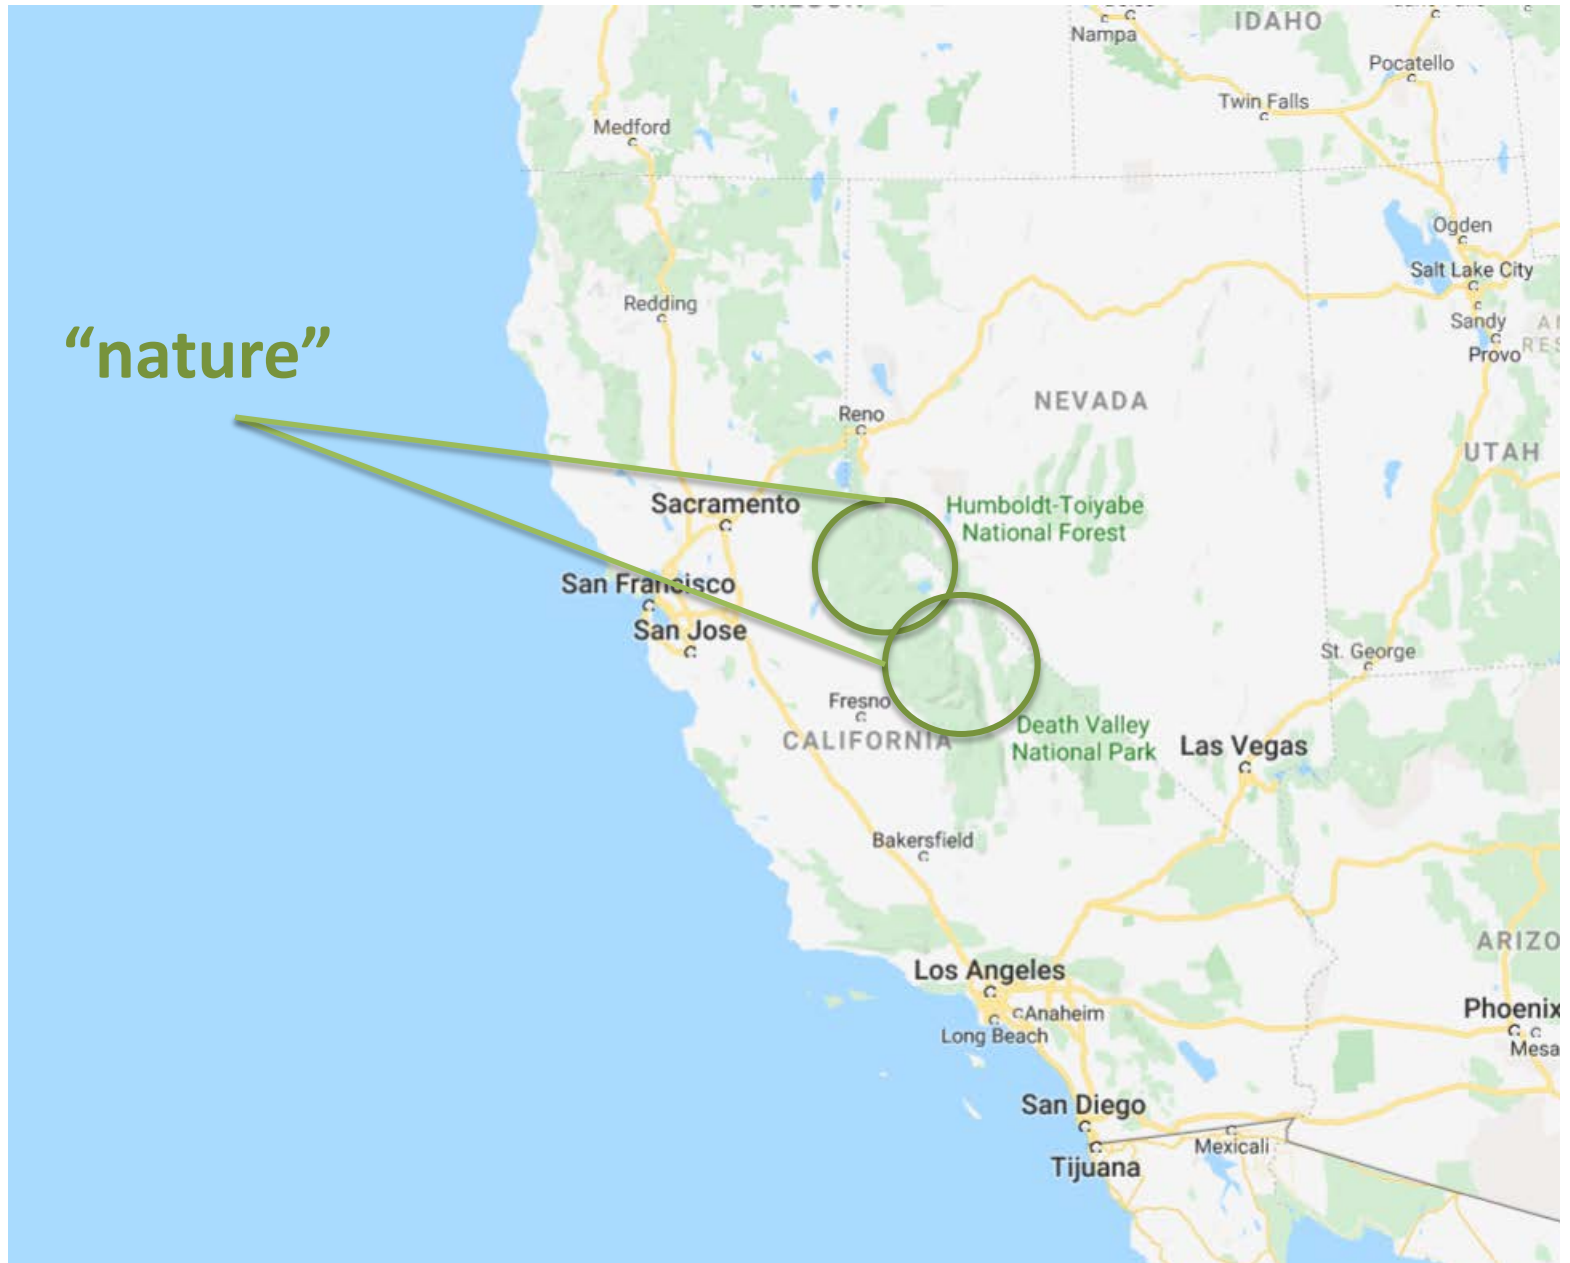 IDAHO
Nampa
Pocatello
Twin Falls
Medford
Ogden
Salt Lake City
Redding
Sandy
Provo
“nature”
NEVADA
Reno
UTAH
Sacramento
Humboldt-Toiyabe
National Forest
San Francisco
San Jose
St. George
Fresno
CALIFORNIA
Death Valley
National Park
Las Vegas
Bakersfield
ARIZO
Los Angeles
Anaheim
Long Beach
Phoenix
Mesa
San Diego
Mexicali
Tijuana